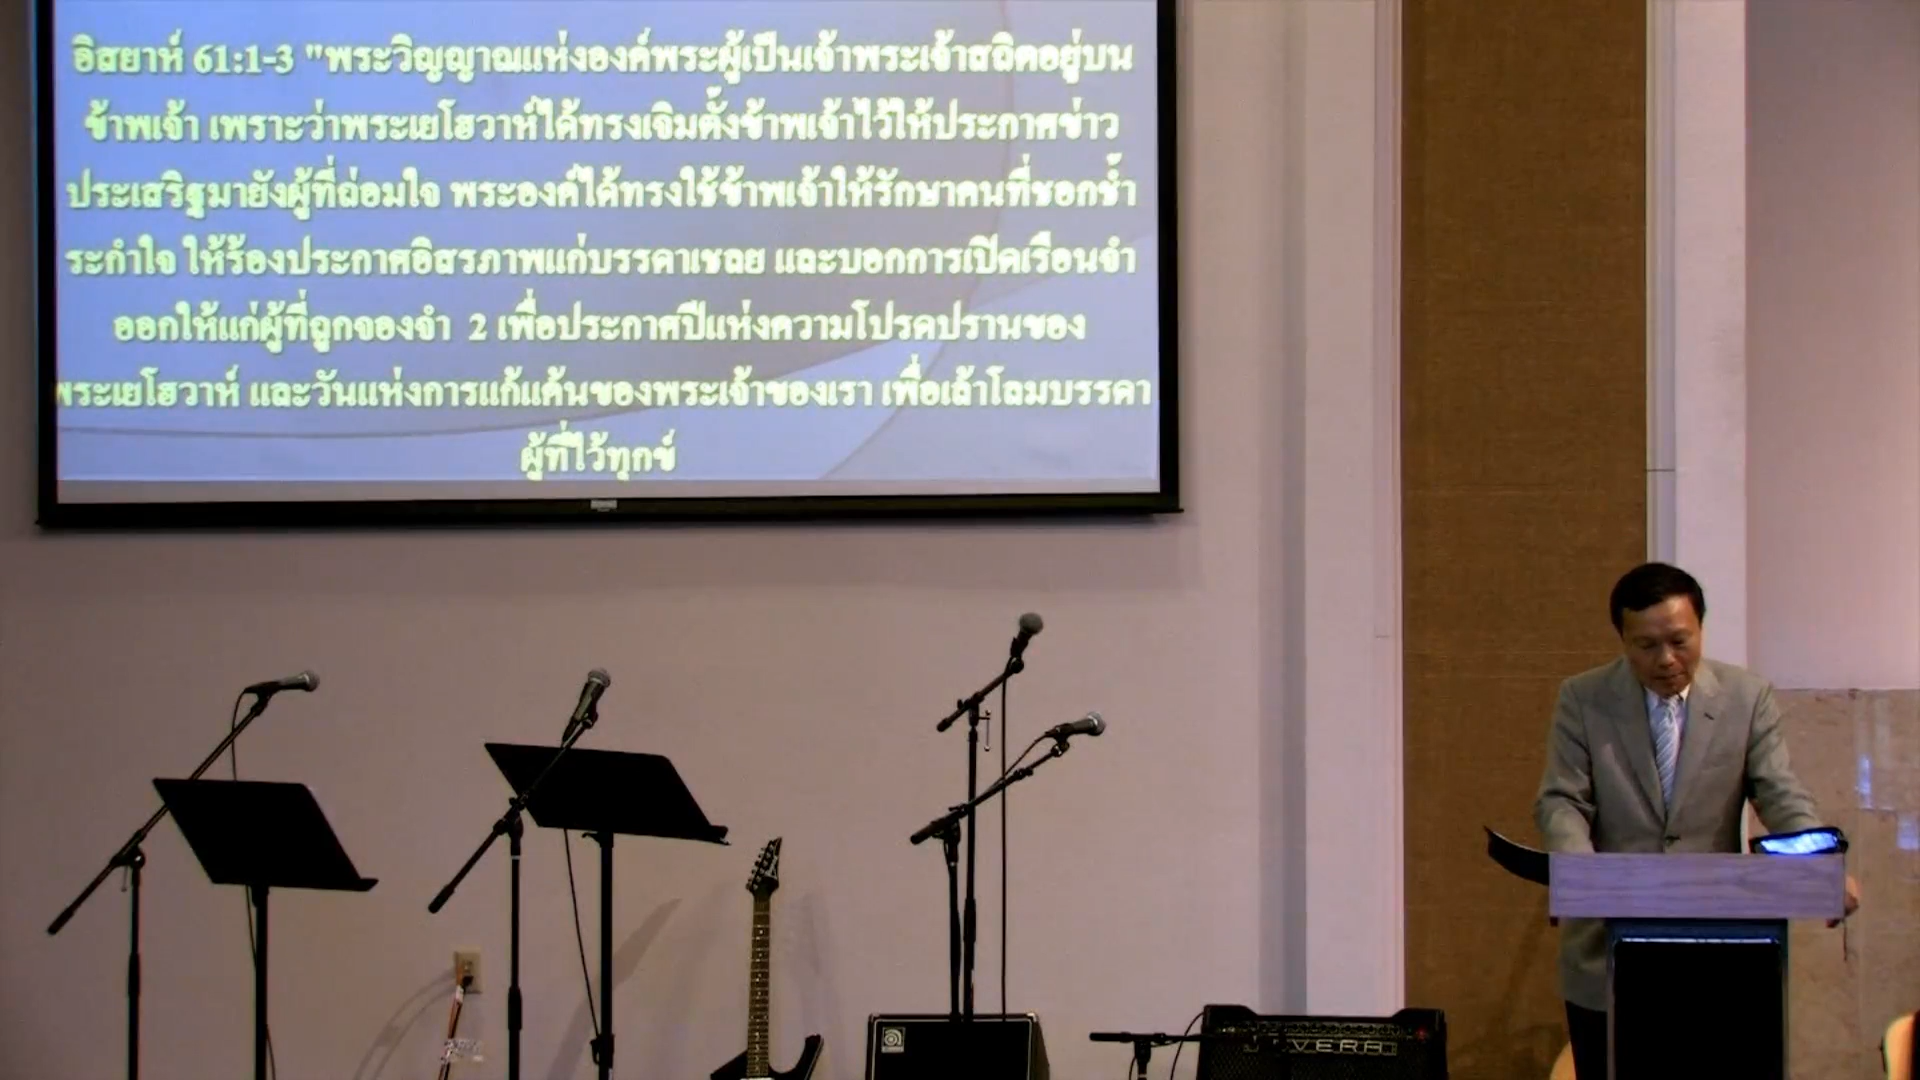 อิสยาห์ 61:1-3 "พระวิญญาณแห่งองค์พระผู้เป็นเจ้าพระเจ้าสถิตอยู่บน
ข้าพเจ้า เพราะว่าพระเยโฮวาห์ได้ทรงเจิมตั้งข้าพเจ้าไว้ให้ประกาศข่าว
ประเสริฐมายังผู้ที่ถ่อมใจ พระองค์ได้ทรงใช้ข้าพเจ้าให้รักษาคนที่ชอกช้ำ
ระกำใจ ให้ร้องประกาศอิสรภาพแก่บรรดาเชลย และบอกการเปิดเรือนจำ
ออกให้แก่ผู้ที่ถูกจองจำ 2 เพื่อประกาศปีแห่งความโปรดปรานของ
พระเยโฮวาห์ และวันแห่งการแก้แค้นของพระเจ้าของเรา เพื่อเล้าโลมบรรดา
ผู้ที่ไว้ทุกข์